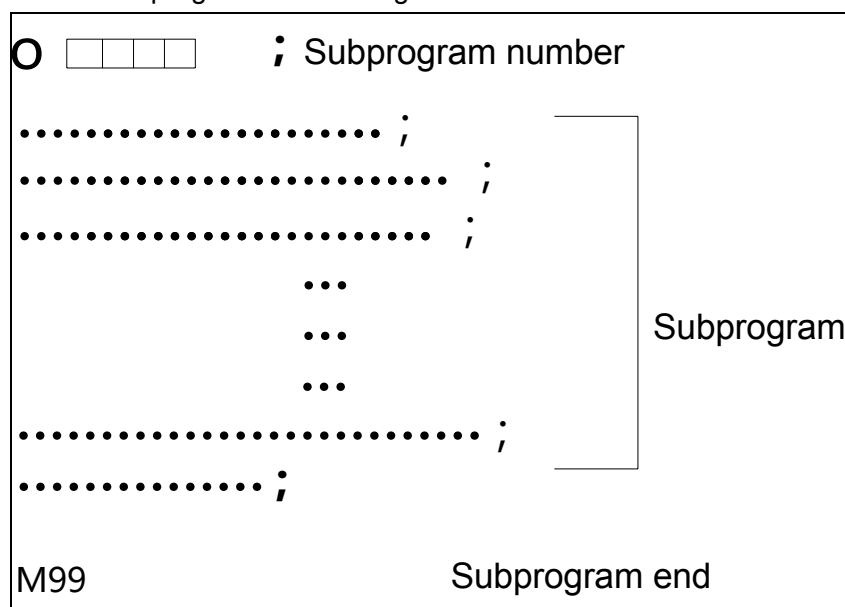 O □□□□ ; Subprogram number
...................... ;
.......................... ;
......................... ;
...
...
... Subprogram
............................ ;
............... ;
M99 Subprogram end